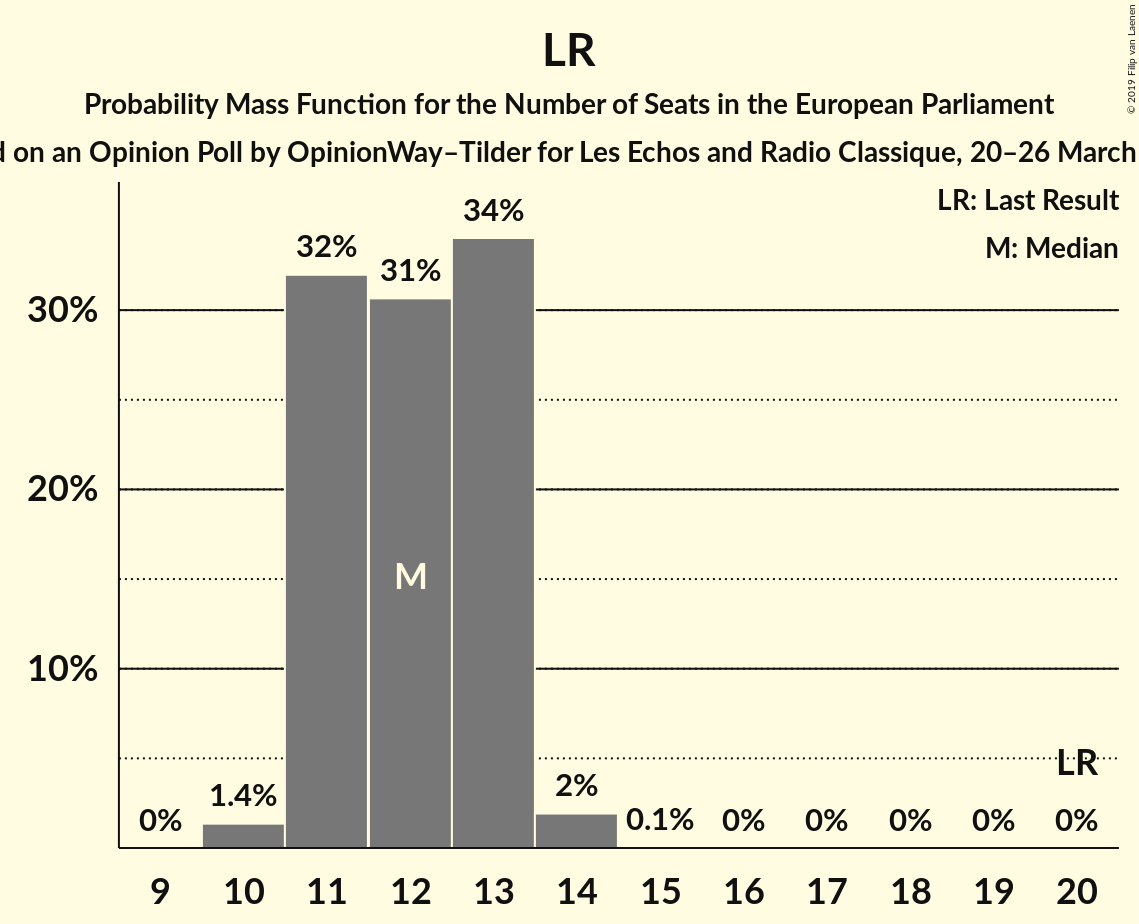 © 2019 Filip van Laenen
LR
Probability Mass Function for the Number of Seats in the European Parliament
on an Opinion Poll by OpinionWay–Tilder for Les Echos and Radio Classique, 20–26 March
LR: Last Result
M: Median
34%
32%
31%
30%
20%
M
10%
LR
2%
1.4%
0% 0.1% 0% 0% 0% 0% 0%
9 10 11 12 13 14 15 16 17 18 19 20